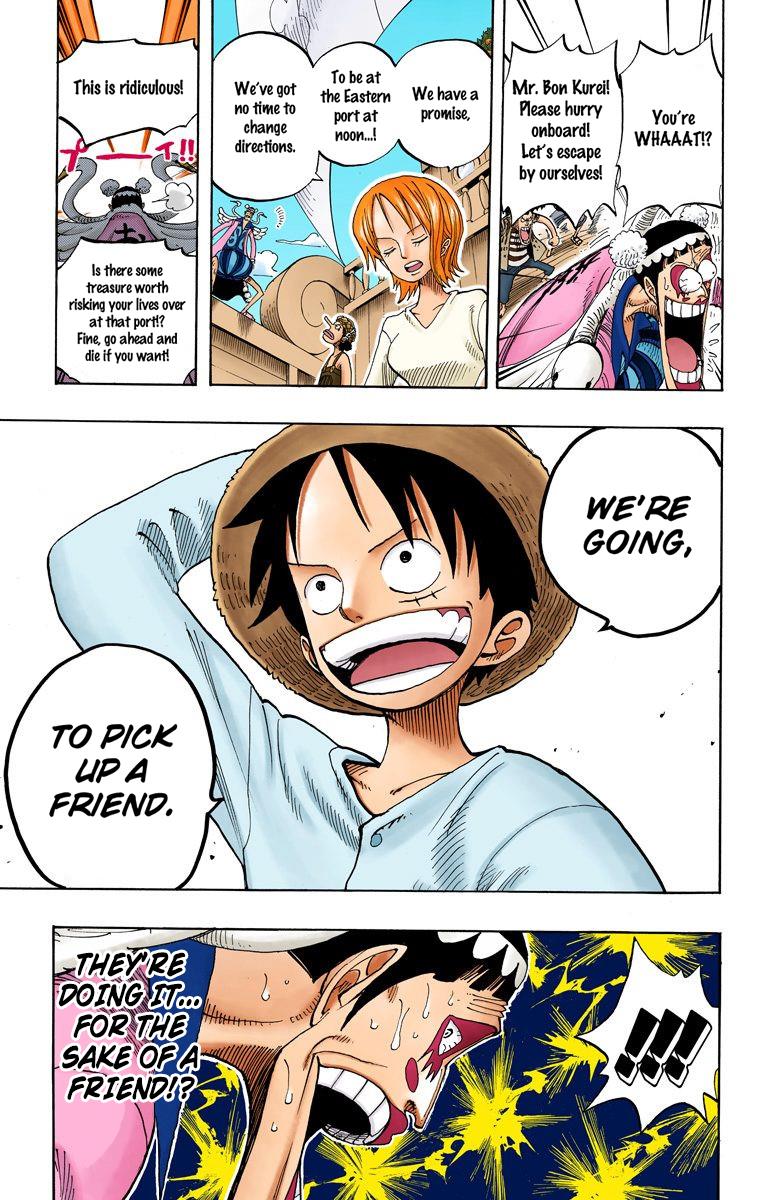 You're
WHAAAT!?
Mr. Bon Kurei!
Please hurry
onboard!
Let's escape
by ourselves!
We have a
promise,
To be at
the Eastern
port at
noon...!
We've got
no time to
change
directions.
This is ridiculous!
プーイ!!
Is there some
treasure worth
risking your lives over
at that port!?
Fine, go ahead and
die if you want!
WE'RE
GOING,
TO PICK
UP A
FRIEND.
!!!!
THEY'RE
DOING IT...
FOR THE
SAKE OF A
FRIEND!?